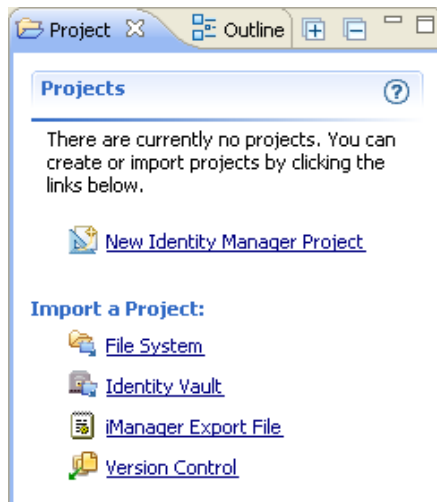 Project Outline
Projects
There are currently no projects. You can
create or import projects by clicking the
links below.
New Identity Manager Project
Import a Project:
File System
Identity Vault
iManager Export File
Version Control